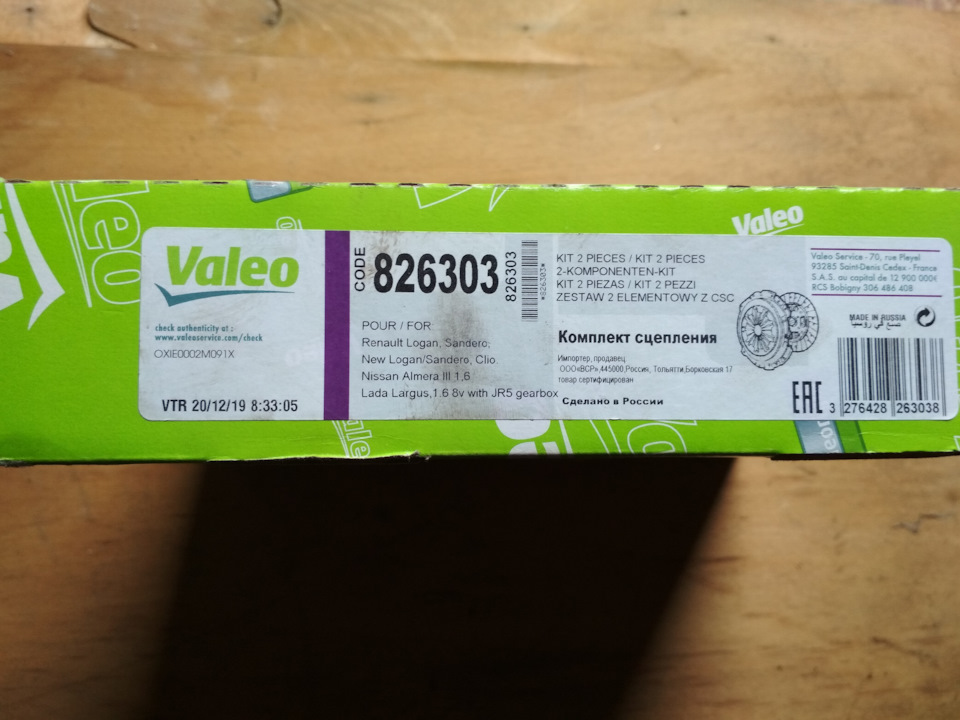 Valeo
Valeo
check authenticity at :
www.valeoservice.com/check
OXIE0002M091X
VTR 20/12/19 8:33:05
CODE
826303
826303
*826303*
POUR / FOR
Renault Logan, Sandero;
New Logan/Sandero, Clio.
Nissan Almera III 1,6
Lada Largus,1.6 8v with JR5 gearbox
KIT 2 PIECES / KIT 2 PIECES
2-KOMPONENTEN-KIT
KIT 2 PIEZAS / KIT 2 PEZZI
ZESTAW 2 ELEMENTOWY Z CSC
Комплект сцепления
Импортер, продавец
ООО«ВСР»,445000,Россия, Тольятти,Борковская 17
товар сертифицирован
Сделано в России
Valeo Service - 70, rue Pleyel
93285 Saint-Denis Cedex - France
S.A.S. au capital de 12 900 000€
RCS Bobigny 306 486 408
MADE IN RUSSIA
صنع في روسيا
EAC
3 276428 263038
leo